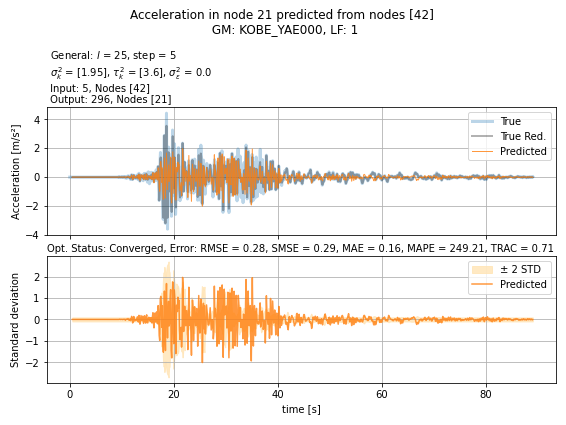 Acceleration in node 21 predicted from nodes [42]
GM: KOBE_YAE000, LF: 1
General: l = 25, step = 5
σ²ₖ = [1.95], τ²ₖ = [3.6], σ²ε = 0.0
Input: 5, Nodes [42]
Output: 296, Nodes [21]
Acceleration [m/s²]
4
2
0
−2
−4
True
True Red.
Predicted
Opt. Status: Converged, Error: RMSE = 0.28, SMSE = 0.29, MAE = 0.16, MAPE = 249.21, TRAC = 0.71
Standard deviation
2
1
0
−1
−2
± 2 STD
Predicted
0 20 40 60 80
time [s]